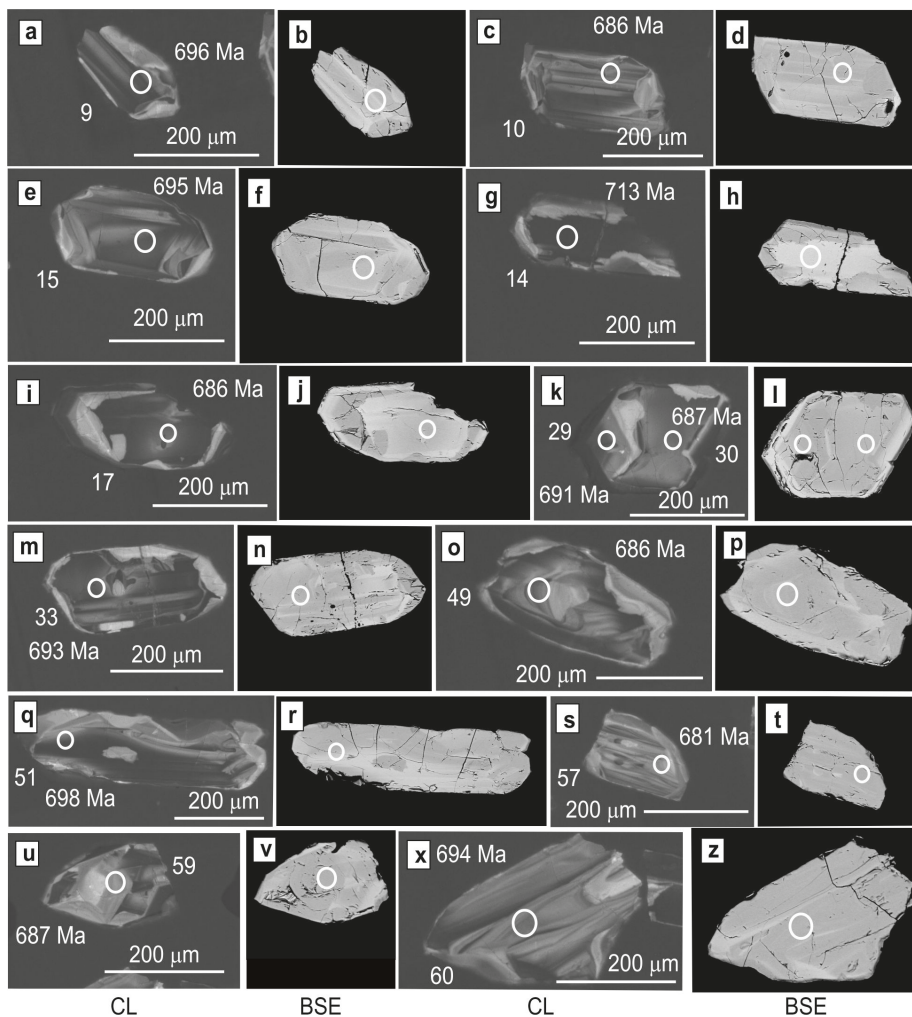 a
696 Ma
9
200 μm
b
c
686 Ma
10
200 μm
d
e
695 Ma
15
200 μm
f
g
713 Ma
14
200 μm
h
i
686 Ma
17
200 μm
j
k
687 Ma
29
30
691 Ma
200 μm
l
m
33
693 Ma
200 μm
n
o
686 Ma
49
200 μm
p
q
51
698 Ma
200 μm
r
s
681 Ma
57
200 μm
t
u
59
687 Ma
200 μm
v
x
694 Ma
60
200 μm
z
CL BSE CL BSE